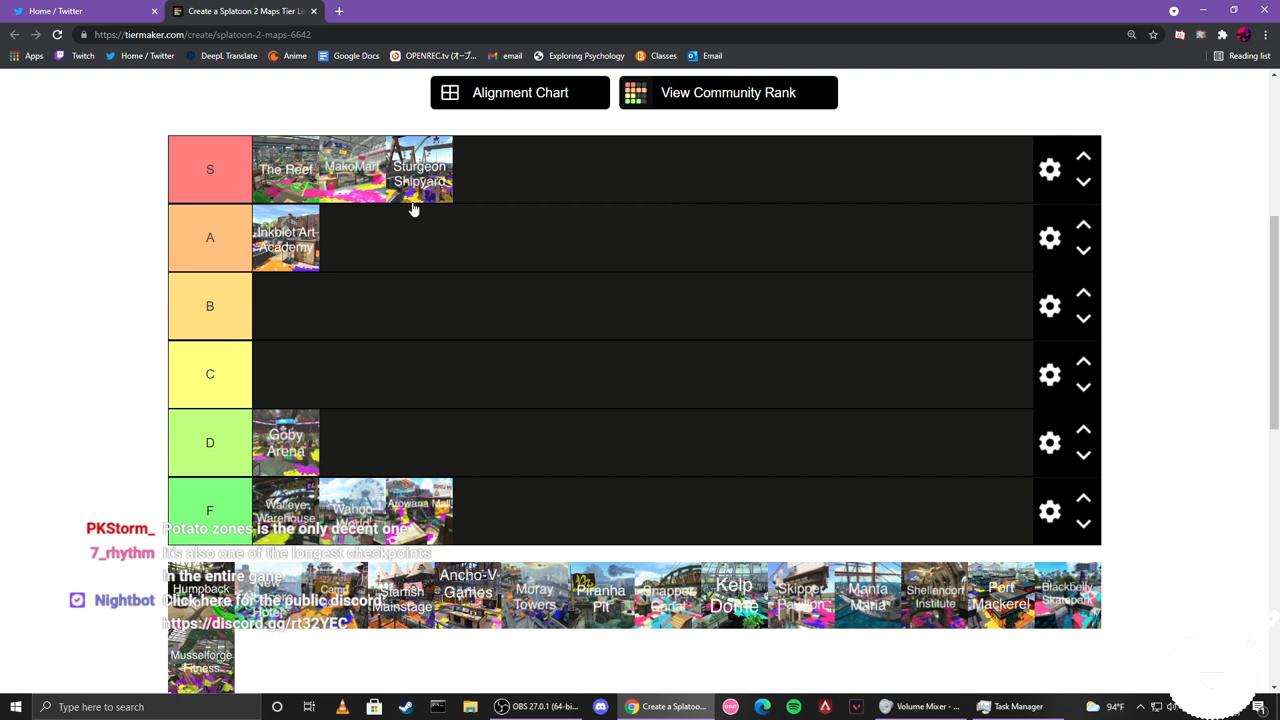 Home / Twitter
Create a Splatoon 2 Maps Tier Li
https://tiermaker.com/create/splatoon-2-maps-6642
Apps
Twitch
Home / Twitter
DeepL Translate
Anime
Google Docs
OPENREC.tv (オープ...
email
Exploring Psychology
Classes
Email
Reading list
Alignment Chart
View Community Rank
S
The Reef
MakoMart
Sturgeon
Shipyard
A
Inkblot Art
Academy
B
C
D
Goby
Arena
F
Walleye
Warehouse
Wahoo
World
Arowana Mall
PKStorm_ Potato zones is the only decent one
7_rhythm It's also one of the longest checkpoints
in the entire game
Nightbot Click here for the public discord:
https://discord.gg/rt32YEC
Humpback
Camp
Starfish
Mainstage
Ancho-V
Games
Moray
Towers
Piranha
Pit
Snapper
Canal
Kelp
Dome
Skipper
Pavilion
Manta
Maria
Shellendorf
Institute
Port
Mackerel
Blackbelly
Skatepark
Musselforge
Fitness
Type here to search
OBS 27.0.1 (64-bi...
Create a Splatoo...
Volume Mixer - ...
Task Manager
94°F